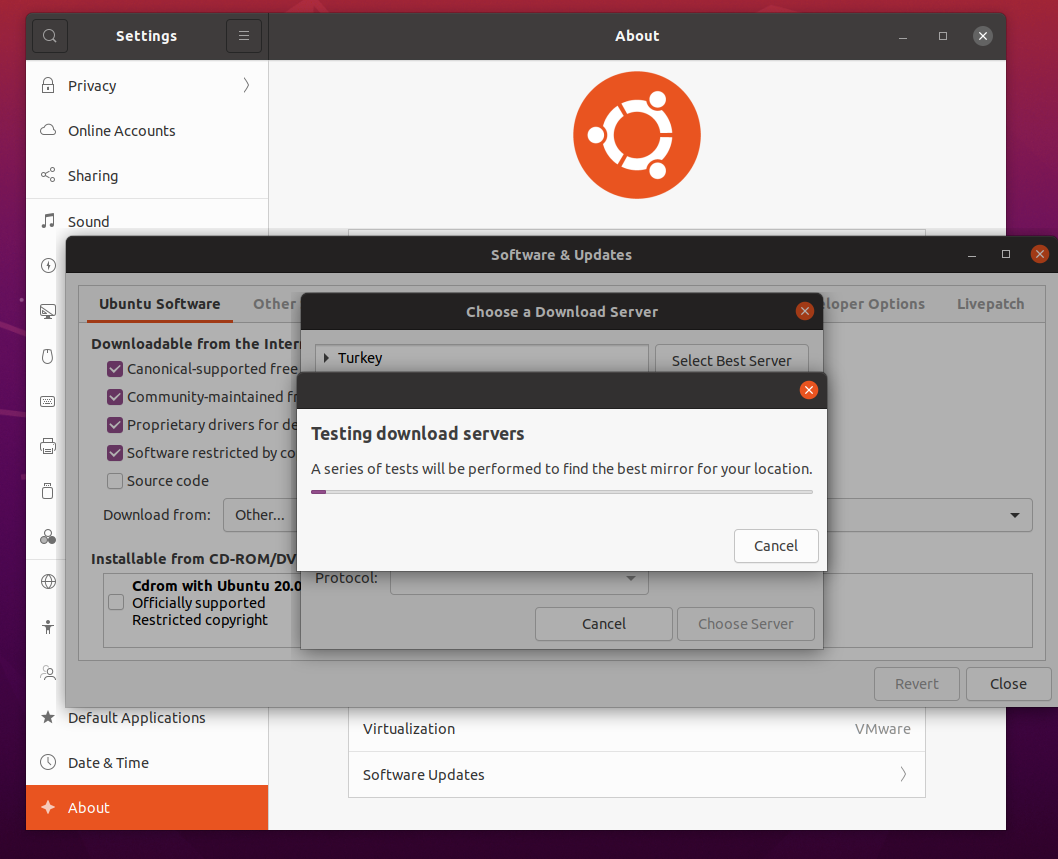 Settings
About
Privacy
Online Accounts
Sharing
Sound
Software & Updates
Ubuntu Software
Other
Developer Options
Livepatch
Choose a Download Server
Downloadable from the Inter
Turkey
Select Best Server
Canonical-supported free
Community-maintained fr
Proprietary drivers for de
Software restricted by co
Source code
Testing download servers
A series of tests will be performed to find the best mirror for your location.
Download from:
Other...
Cancel
Installable from CD-ROM/DV
Cdrom with Ubuntu 20.0
Officially supported
Restricted copyright
Protocol:
Cancel
Choose Server
Revert
Close
Default Applications
Virtualization
VMware
Date & Time
Software Updates
About